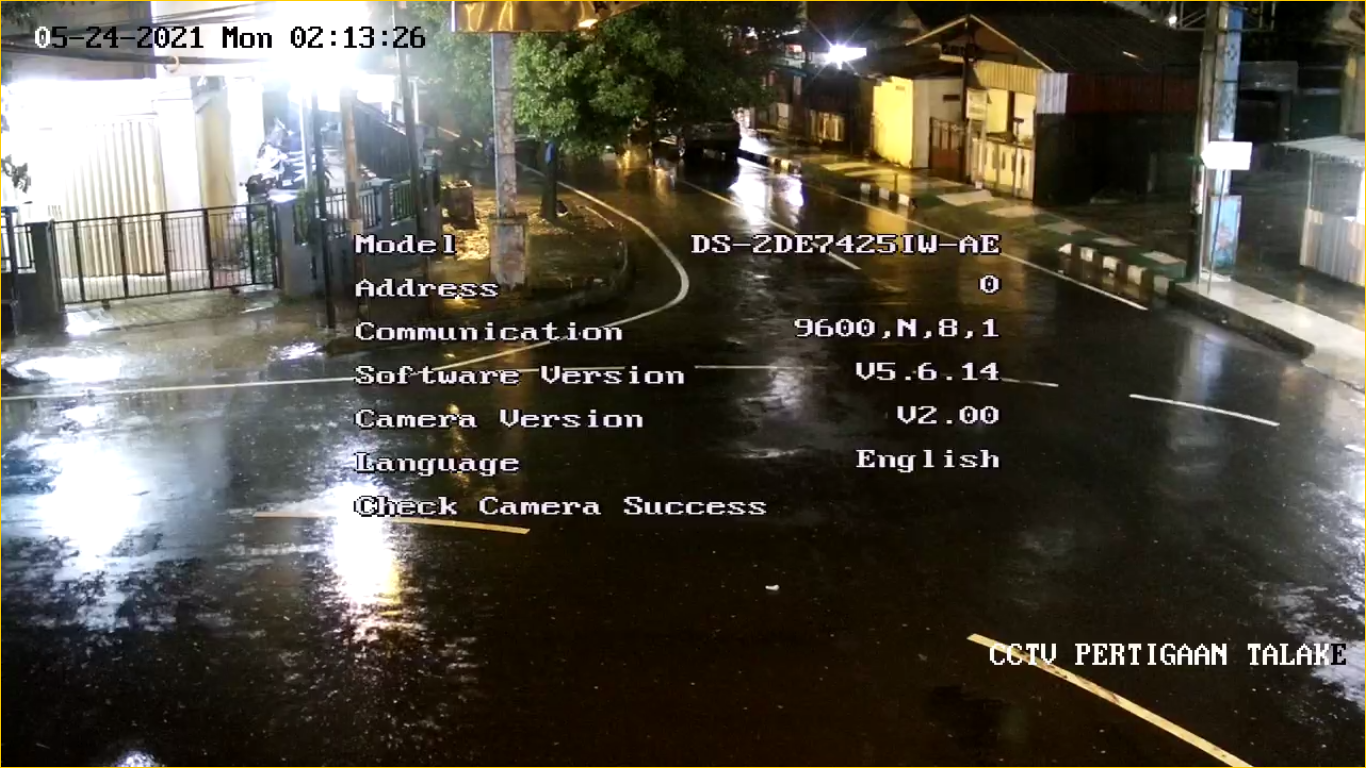 05-24-2021 Mon 02:13:26
Model DS-2DE7425IW-AE
Address 0
Communication 9600,N,8,1
Software Version V5.6.14
Camera Version V2.00
Language English
Check Camera Success
CCTV PERTIGAAN TALAKE